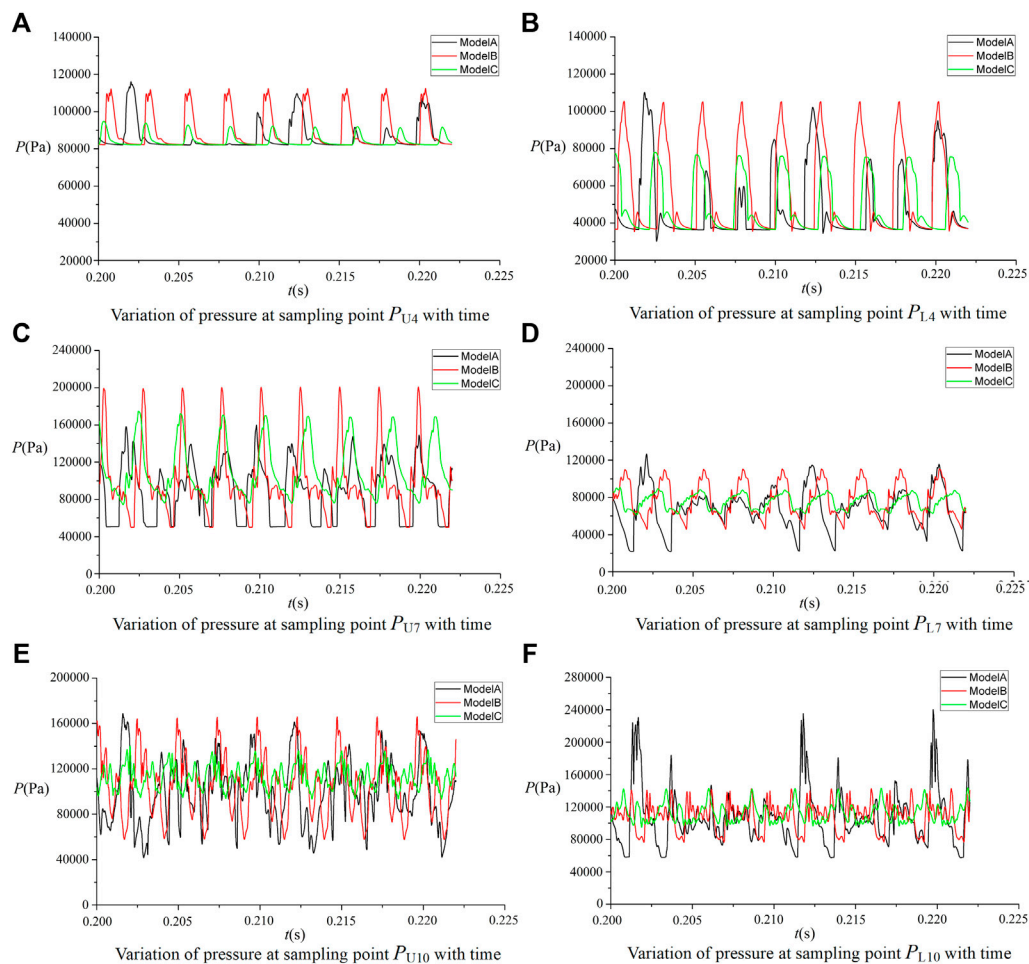 A
140000
120000
100000
80000
60000
40000
20000
P(Pa)
ModelA
ModelB
ModelC
0.200 0.205 0.210 0.215 0.220 0.225
t(s)
Variation of pressure at sampling point PU4 with time
B
140000
120000
100000
80000
60000
40000
20000
P(Pa)
ModelA
ModelB
ModelC
0.200 0.205 0.210 0.215 0.220 0.225
t(s)
Variation of pressure at sampling point PL4 with time
C
240000
200000
160000
120000
80000
40000
0
P(Pa)
ModelA
ModelB
ModelC
0.200 0.205 0.210 0.215 0.220 0.225
t(s)
Variation of pressure at sampling point PU7 with time
D
240000
200000
160000
120000
80000
40000
0
P(Pa)
ModelA
ModelB
ModelC
0.200 0.205 0.210 0.215 0.220 0.225
t(s)
Variation of pressure at sampling point PL7 with time
E
200000
160000
120000
80000
40000
0
P(Pa)
ModelA
ModelB
ModelC
0.200 0.205 0.210 0.215 0.220 0.225
t(s)
Variation of pressure at sampling point PU10 with time
F
280000
240000
200000
160000
120000
80000
40000
0
P(Pa)
ModelA
ModelB
ModelC
0.200 0.205 0.210 0.215 0.220 0.225
t(s)
Variation of pressure at sampling point PL10 with time